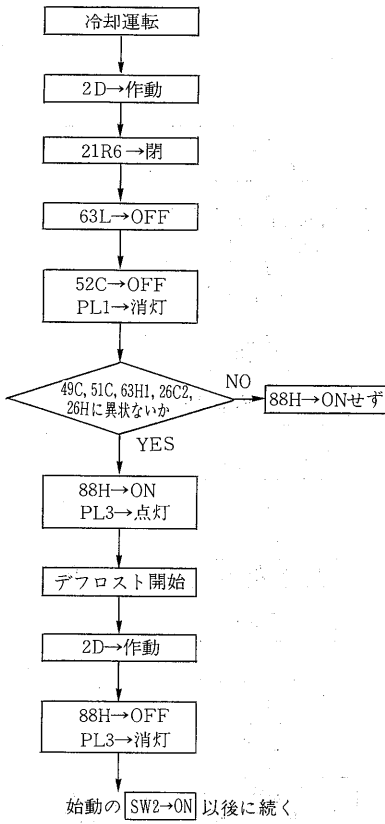 冷却運転
2D→作動
21R6→閉
63L→OFF
52C→OFF
PL1→消灯
49C, 51C, 63H1, 26C2,
26Hに異状ないか
NO
88H→ONせず
YES
88H→ON
PL3→点灯
デフロスト開始
2D→作動
88H→OFF
PL3→消灯
始動の SW2→ON 以後に続く